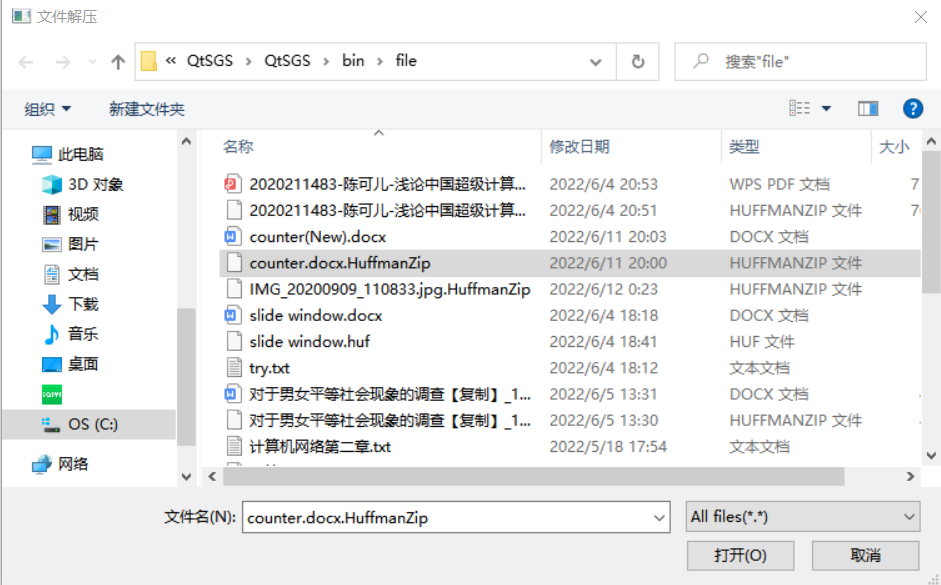 文件解压
« QtSGS › QtSGS › bin › file
搜索"file"
组织
新建文件夹
此电脑
3D 对象
视频
图片
文档
下载
音乐
桌面
OS (C:)
网络
名称 修改日期 类型 大小
2020211483-陈可儿-浅论中国超级计算... 2022/6/4 20:53 WPS PDF 文档 7
2020211483-陈可儿-浅论中国超级计算... 2022/6/4 20:51 HUFFMANZIP 文件
counter(New).docx 2022/6/11 20:03 DOCX 文档
counter.docx.HuffmanZip 2022/6/11 20:00 HUFFMANZIP 文件
IMG_20200909_110833.jpg.HuffmanZip 2022/6/12 0:23 HUFFMANZIP 文件
slide window.docx 2022/6/4 18:18 DOCX 文档
slide window.huf 2022/6/4 18:41 HUF 文件
try.txt 2022/6/4 18:12 文本文档
对于男女平等社会现象的调查【复制】_1... 2022/6/5 13:31 DOCX 文档
对于男女平等社会现象的调查【复制】_1... 2022/6/5 13:30 HUFFMANZIP 文件
计算机网络第二章.txt 2022/5/18 17:54 文本文档
文件名(N): counter.docx.HuffmanZip All files(*.*)
打开(O) 取消